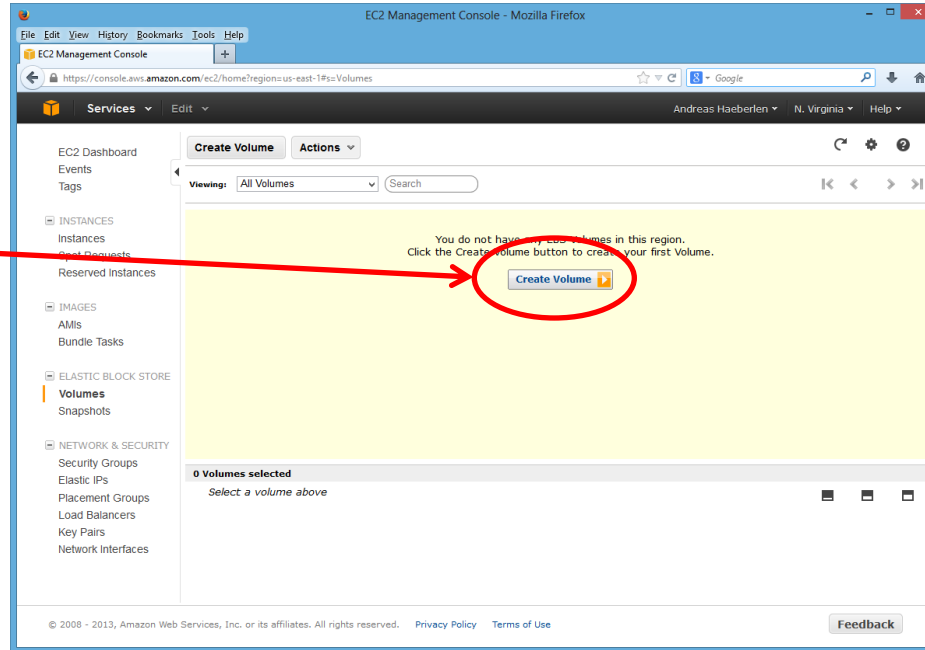 EC2 Management Console - Mozilla Firefox
File Edit View History Bookmarks Tools Help
EC2 Management Console
https://console.aws.amazon.com/ec2/home?region=us-east-1#s=Volumes
Google
Services Edit Andreas Haeberlen N. Virginia Help
EC2 Dashboard
Events
Tags
INSTANCES
Instances
Spot Requests
Reserved Instances
IMAGES
AMIs
Bundle Tasks
ELASTIC BLOCK STORE
Volumes
Snapshots
NETWORK & SECURITY
Security Groups
Elastic IPs
Placement Groups
Load Balancers
Key Pairs
Network Interfaces
Create Volume Actions
Viewing: All Volumes Search
You do not have any EBS Volumes in this region.
Click the Create Volume button to create your first Volume.
Create Volume
0 Volumes selected
Select a volume above
© 2008 - 2013, Amazon Web Services, Inc. or its affiliates. All rights reserved. Privacy Policy Terms of Use
Feedback